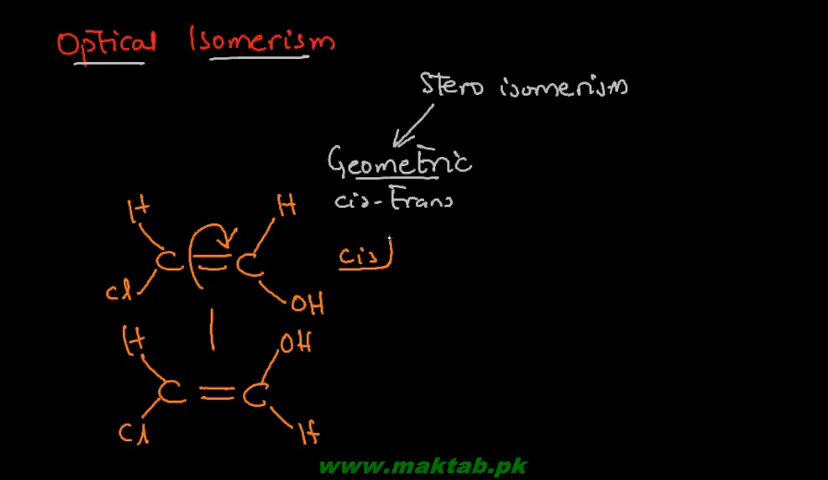 Optical Isomerism
Stero isomerism
Geometric
cis-trans
H H
C = C
cis
Cl
OH
H OH
C = C
Cl H
www.maktab.pk